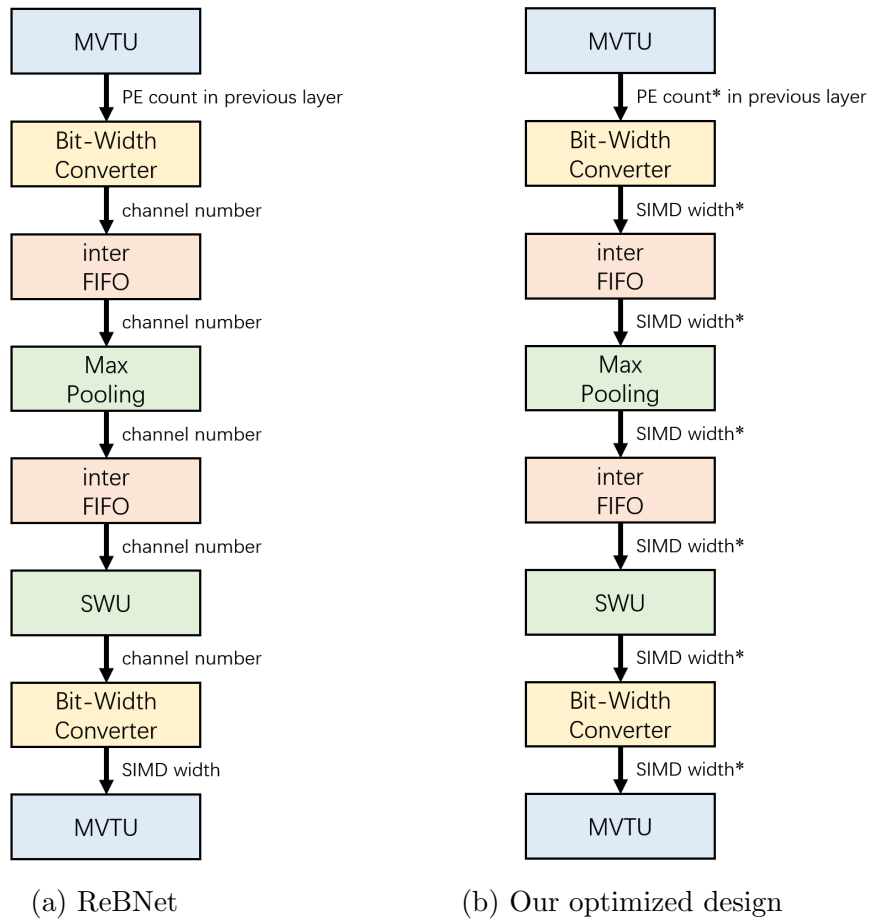 MVTU
PE count in previous layer
Bit-Width
Converter
channel number
inter
FIFO
channel number
Max
Pooling
channel number
inter
FIFO
channel number
SWU
channel number
Bit-Width
Converter
SIMD width
MVTU
(a) ReBNet
MVTU
PE count* in previous layer
Bit-Width
Converter
SIMD width*
inter
FIFO
SIMD width*
Max
Pooling
SIMD width*
inter
FIFO
SIMD width*
SWU
SIMD width*
Bit-Width
Converter
SIMD width*
MVTU
(b) Our optimized design